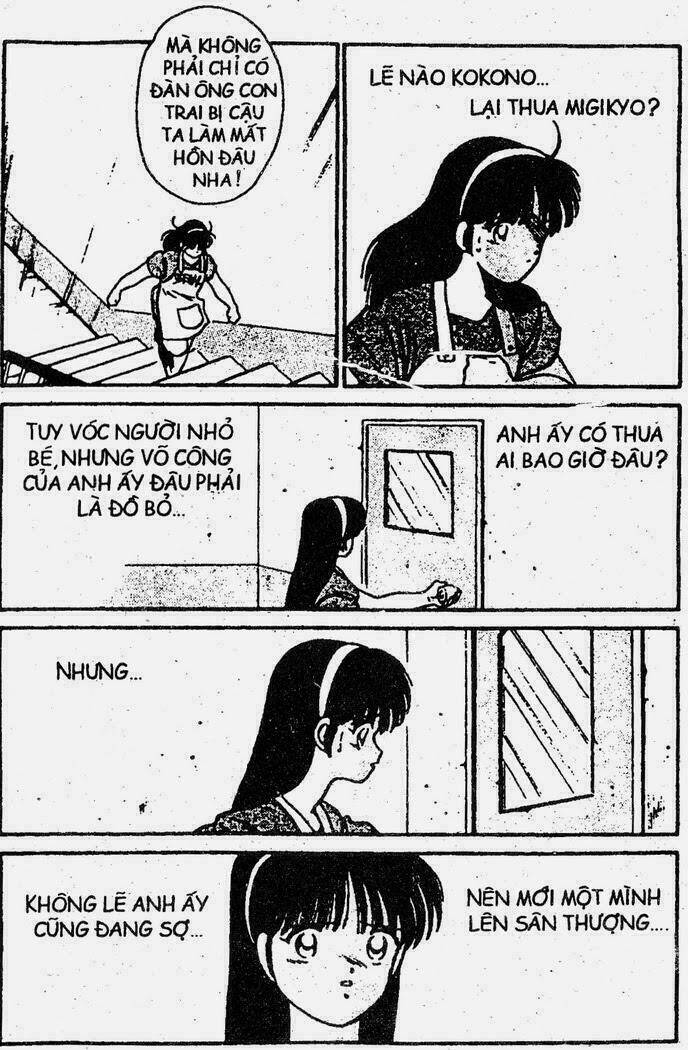 MÀ KHÔNG
PHẢI CHỈ CÓ
ĐÀN ÔNG CON
TRAI BỊ CẬU
TA LÀM MẤT
HỒN ĐÂU
NHA!
LẼ NÀO KOKONO...
LẠI THUA MIGIKYO?
TUY VÓC NGƯỜI NHỎ
BÉ, NHƯNG VÕ CÔNG
CỦA ANH ẤY ĐÂU PHẢI
LÀ ĐỒ BỎ...
ANH ẤY CÓ THUA
AI BAO GIỜ ĐÂU?
NHƯNG...
KHÔNG LẼ ANH ẤY
CŨNG ĐANG SỢ...
NÊN MỚI MỘT MÌNH
LÊN SÂN THƯỢNG....